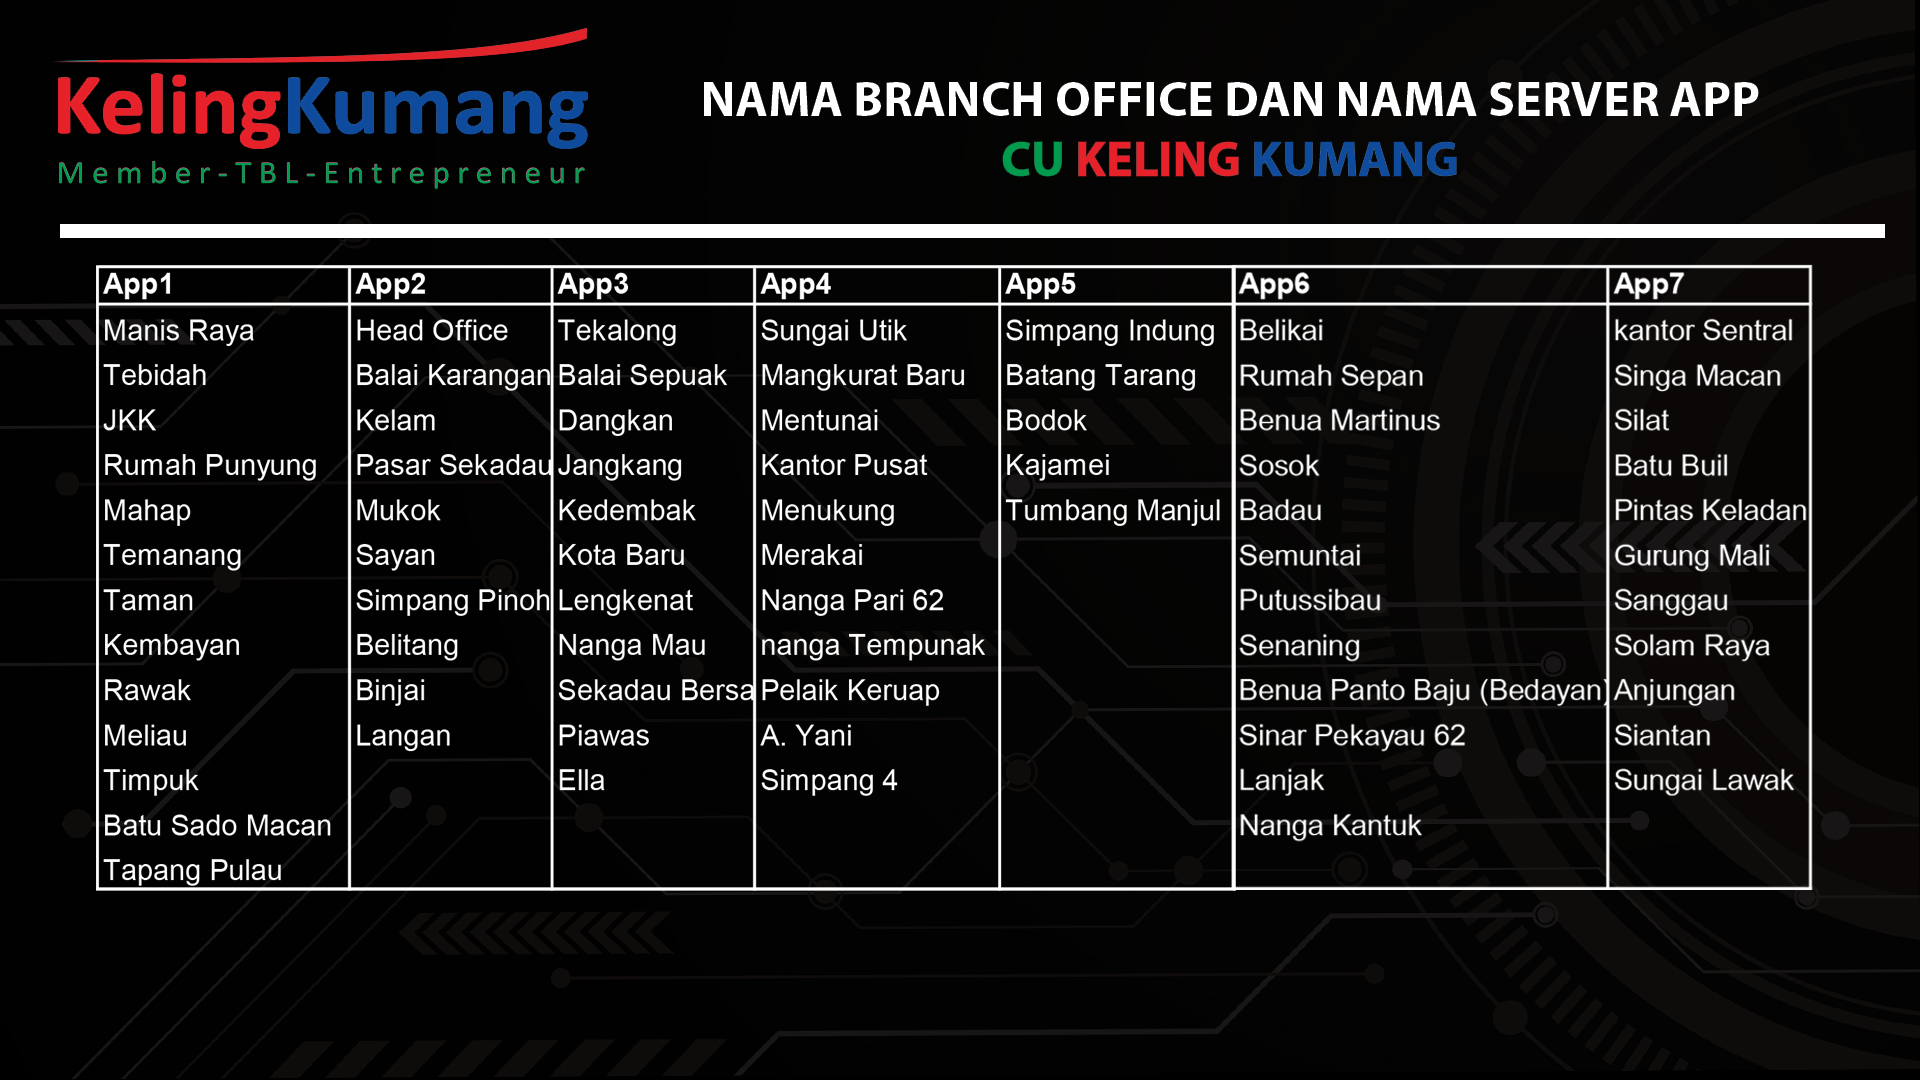 KelingKumang
Member-TBL-Entrepreneur
NAMA BRANCH OFFICE DAN NAMA SERVER APP
CU KELING KUMANG
App1 App2 App3 App4 App5 App6 App7
Manis Raya Head Office Tekalong Sungai Utik Simpang Indung Belikai kantor Sentral
Tebidah Balai Karangan Balai Sepuak Mangkurat Baru Batang Tarang Rumah Sepan Singa Macan
JKK Kelam Dangkan Mentunai Bodok Benua Martinus Silat
Rumah Punyung Pasar Sekadau Jangkang Kantor Pusat Kajamei Sosok Batu Buil
Mahap Mukok Kedembak Menukung Tumbang Manjul Badau Pintas Keladan
Temanang Sayan Kota Baru Merakai Semuntai Gurung Mali
Taman Simpang Pinoh Lengkenat Nanga Pari 62 Putussibau Sanggau
Kembayan Belitang Nanga Mau nanga Tempunak Senaning Solam Raya
Rawak Binjai Sekadau Bersa Pelaik Keruap Benua Panto Baju (Bedayan) Anjungan
Meliau Langan Piawas A. Yani Sinar Pekayau 62 Siantan
Timpuk Ella Simpang 4 Lanjak Sungai Lawak
Batu Sado Macan Nanga Kantuk
Tapang Pulau